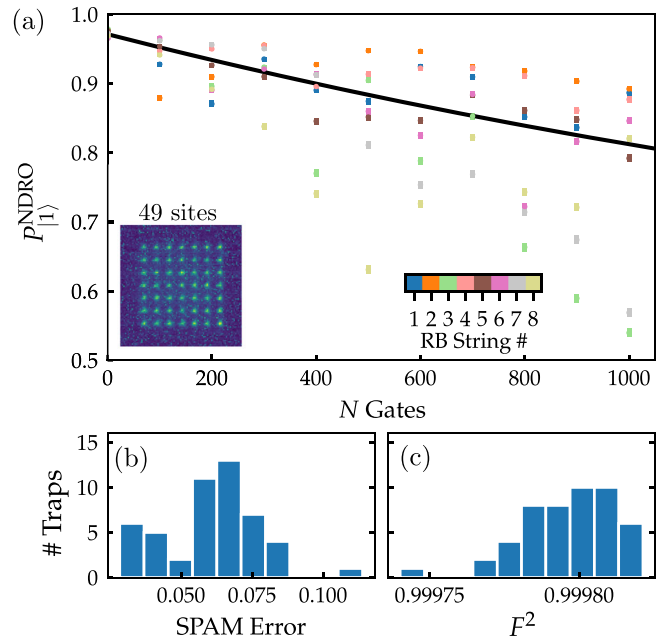 (a)
1.0
0.9
0.8
0.7
0.6
0.5
P|1⟩^NDRO
49 sites
1 2 3 4 5 6 7 8
RB String #
0 200 400 600 800 1000
N Gates
(b)
15
10
5
0
# Traps
0.050 0.075 0.100
SPAM Error
(c)
0.99975 0.99980
F²